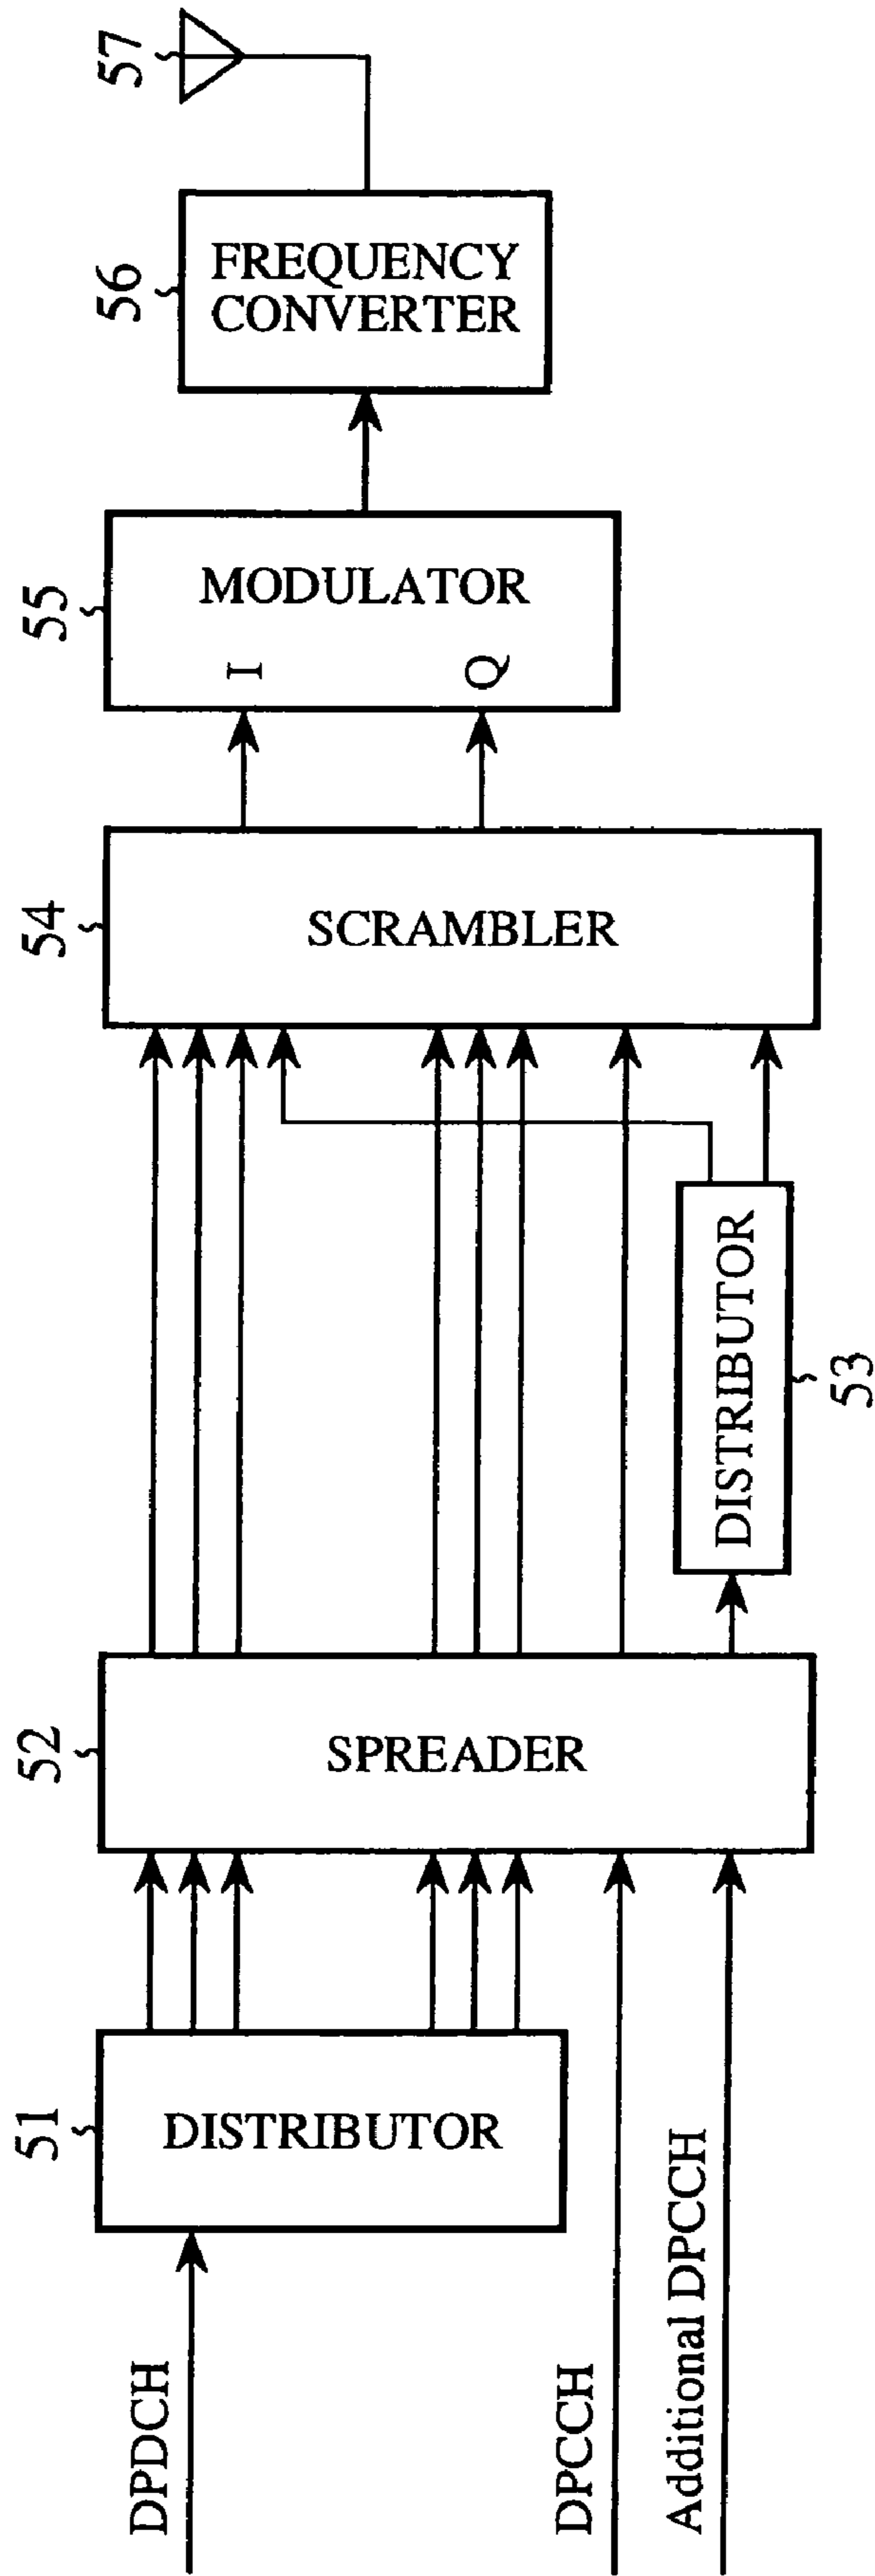 DPDCH
DPCCH
Additional DPCCH
51
DISTRIBUTOR
52
SPREADER
DISTRIBUTOR
53
54
SCRAMBLER
55
MODULATOR
I
Q
56
FREQUENCY
CONVERTER
57